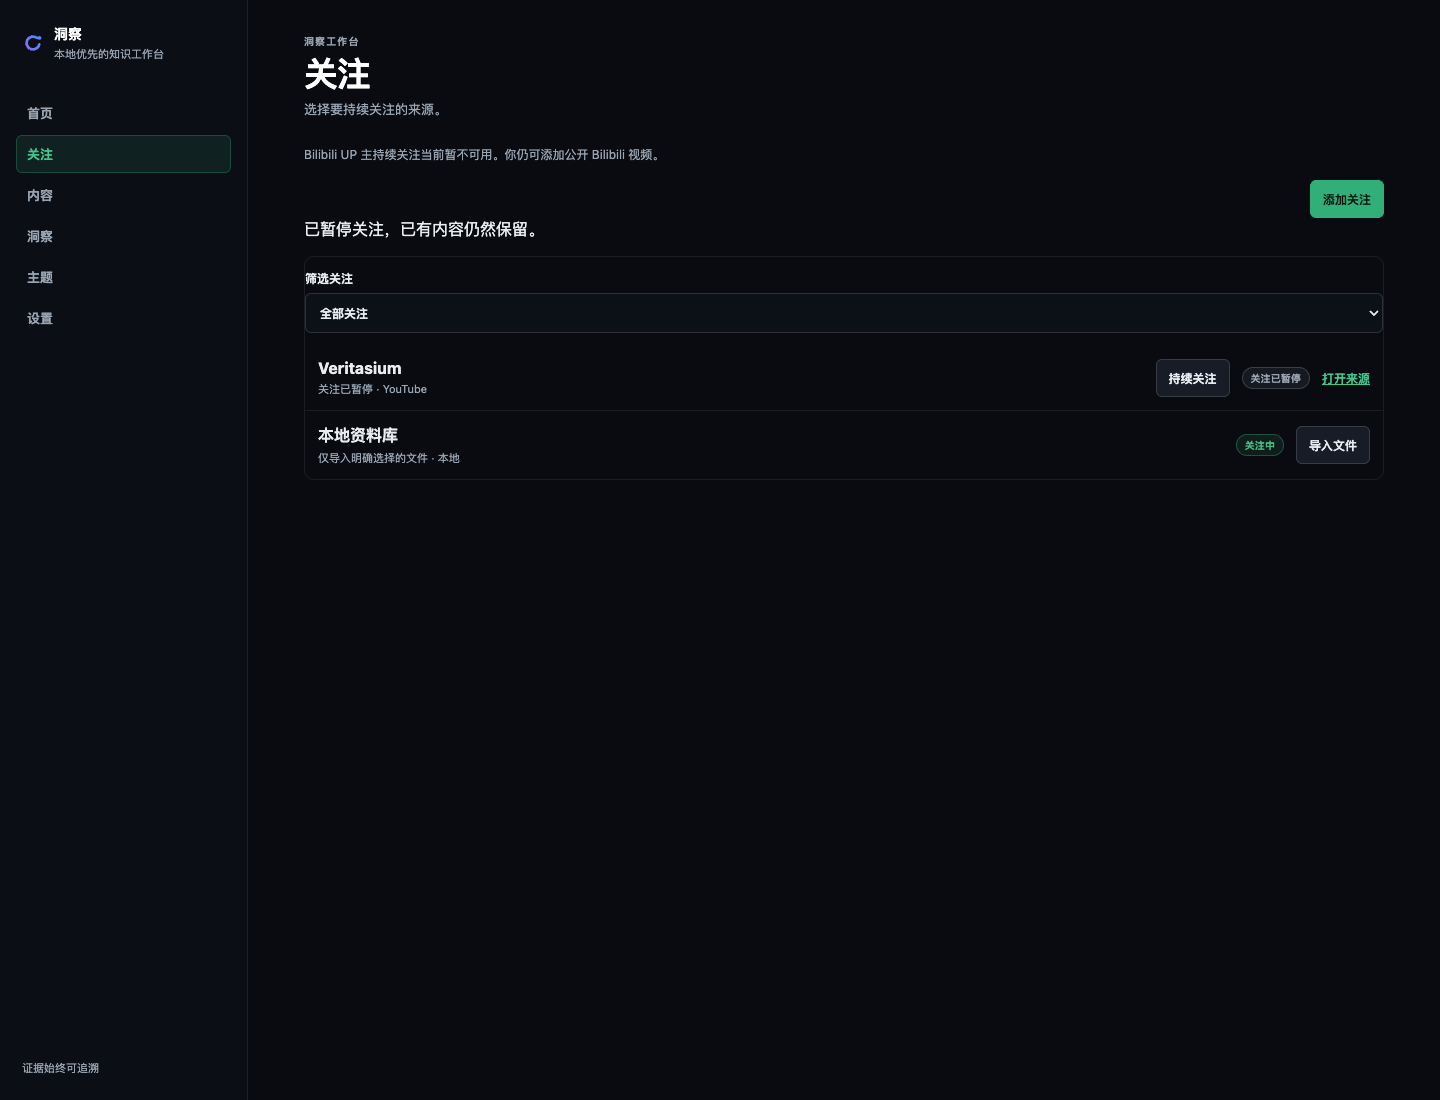 洞察
本地优先的知识工作台
首页
关注
内容
洞察
主题
设置
证据始终可追溯
洞察工作台
关注
选择要持续关注的来源。
Bilibili UP 主持续关注当前暂不可用。你仍可添加公开 Bilibili 视频。
添加关注
已暂停关注，已有内容仍然保留。
筛选关注
全部关注
Veritasium
关注已暂停 · YouTube
持续关注
关注已暂停
打开来源
本地资料库
仅导入明确选择的文件 · 本地
关注中
导入文件